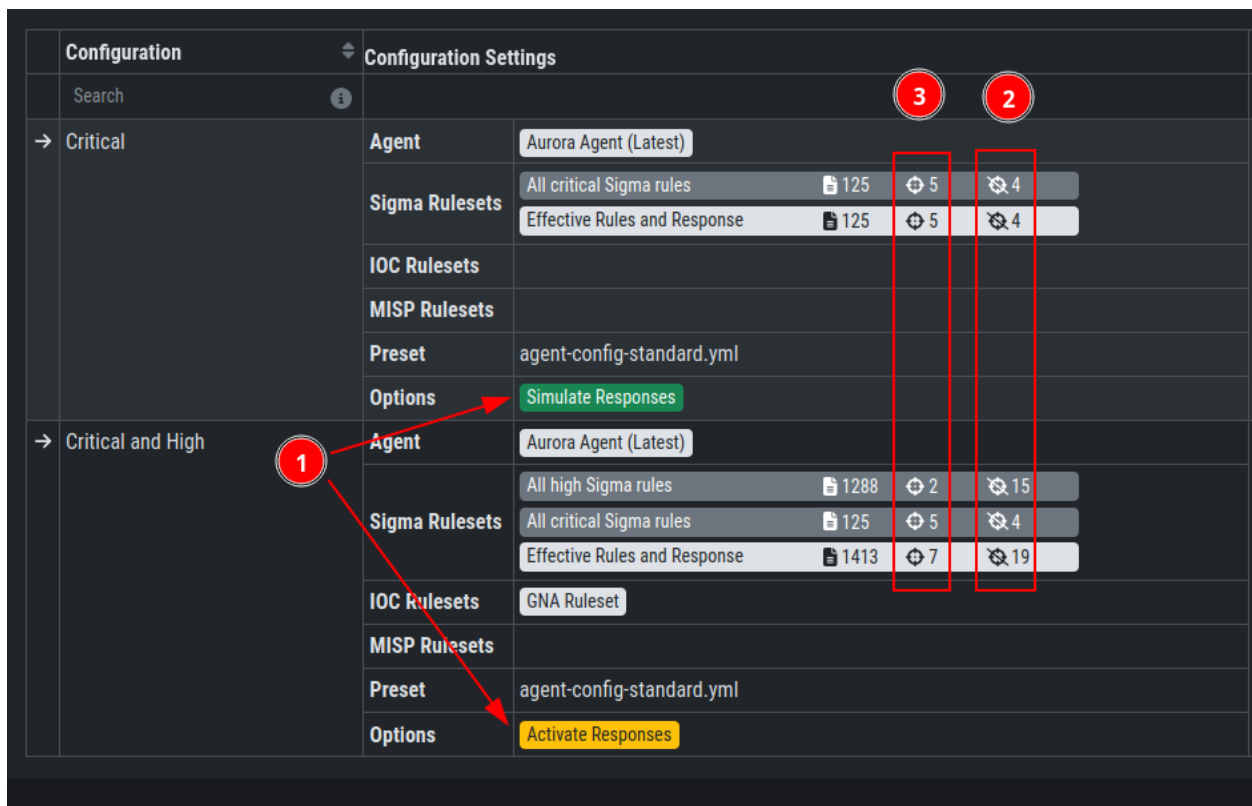 Configuration
Configuration Settings
Search
3
2
Critical
Agent
Aurora Agent (Latest)
Sigma Rulesets
All critical Sigma rules 125 5 4
Effective Rules and Response 125 5 4
IOC Rulesets
MISP Rulesets
Preset
agent-config-standard.yml
Options
Simulate Responses
1
Critical and High
Agent
Aurora Agent (Latest)
Sigma Rulesets
All high Sigma rules 1288 2 15
All critical Sigma rules 125 5 4
Effective Rules and Response 1413 7 19
IOC Rulesets
GNA Ruleset
MISP Rulesets
Preset
agent-config-standard.yml
Options
Activate Responses